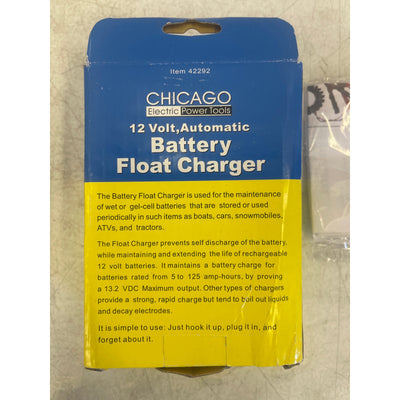 Item 42292
CHICAGO
Electric Power Tools
12 Volt,Automatic
Battery
Float Charger
The Battery Float Charger is used for the maintenance
of wet or gel-cell batteries that are stored or used
periodically in such items as boats, cars, snowmobiles,
ATVs, and tractors.
The Float Charger prevents self discharge of the battery,
while maintaining and extending the life of rechargeable
12 volt batteries. It maintains a battery charge for
batteries rated from 5 to 125 amp-hours, by proving
a 13.2 VDC Maximum output. Other types of chargers
provide a strong, rapid charge but tend to boil out liquids
and decay electrodes.
It is simple to use: Just hook it up, plug it in, and
forget about it.